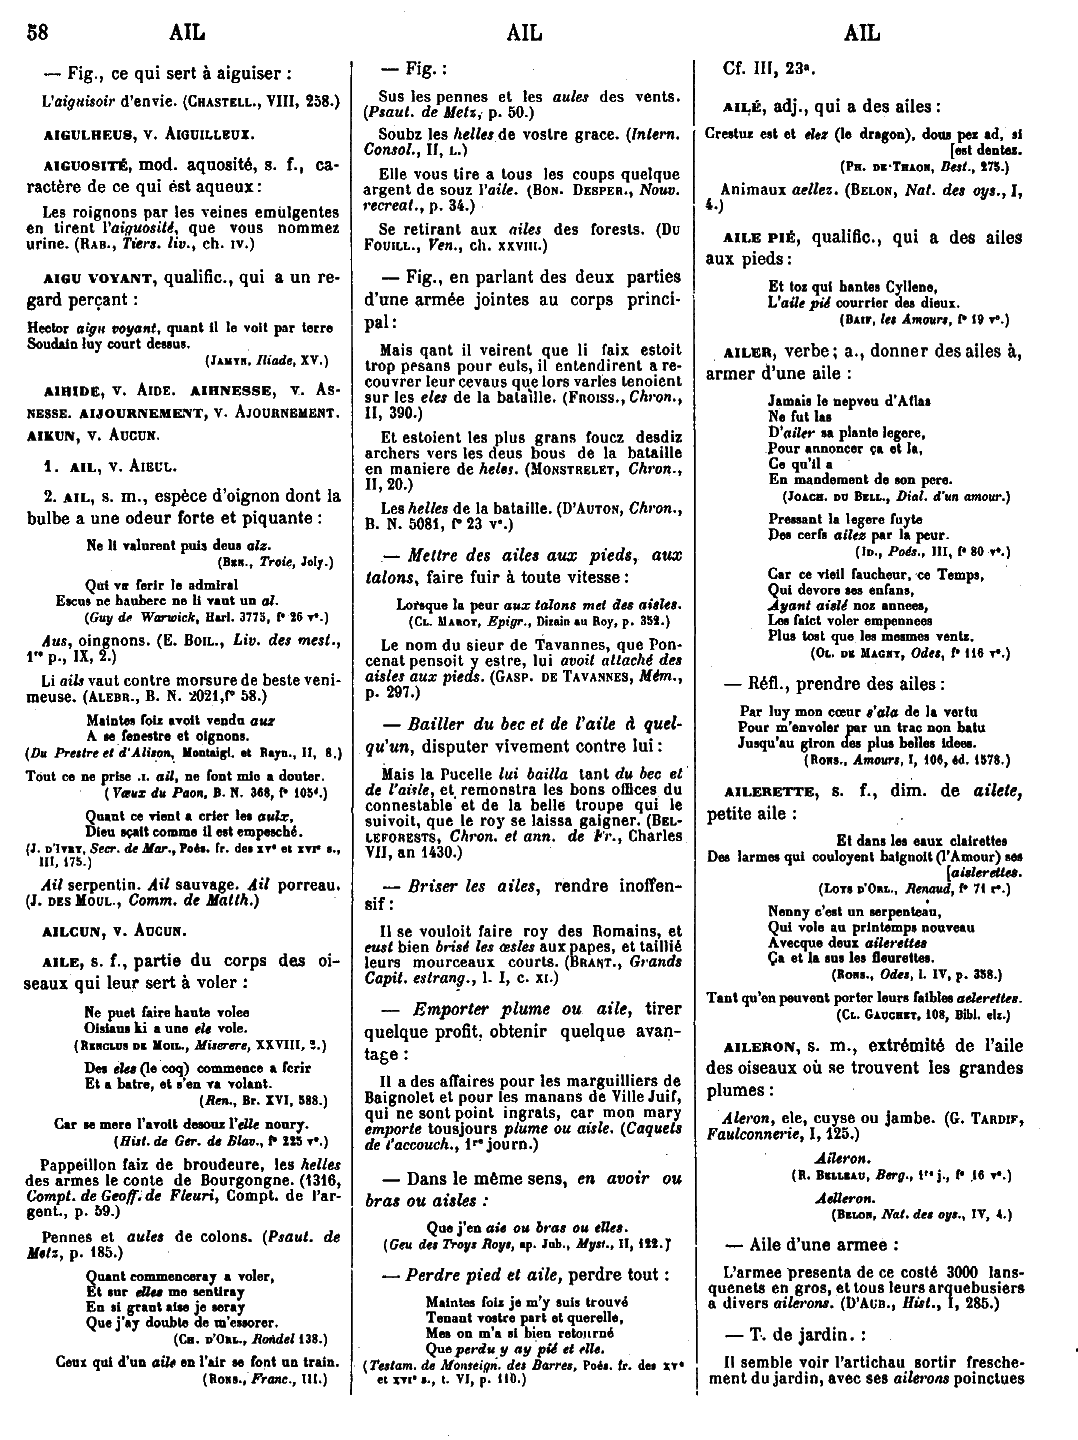 58 AIL AIL AIL
— Fig., ce qui sert à aiguiser :
L'aiguisoir d'envie. (CHASTELL., VIII, 258.)
AIGULHEUS, V. AIGUILLEUX.
AIGUOSITÉ, mod. aquosité, s. f., ca-
ractère de ce qui ést aqueux :
Les roignons par les veines emulgentes
en tirent l'aiguosité, que vous nommez
urine. (RAB., Tiers. liv., ch. IV.)
AIGU VOYANT, qualific., qui a un re-
gard perçant :
Hector aigu voyant, quant il le voit par terre
Soudain luy court dessus.
(JAMYN, Iliade, XV.)
AIHIDE, V. AIDE. AIHNESSE, V. AS-
NESSE. AIJOURNEMENT, V. AJOURNEMENT.
AIKUN, V. AUCUN.
1. AIL, V. AIEUL.
2. AIL, s. m., espèce d'oignon dont la
bulbe a une odeur forte et piquante :
Ne li valurent puis deus alz.
(BEN., Troie, Joly.)
Qui va ferir le admiral
Escus ne hauberc ne li vaut un al.
(Guy de Warwick, Harl. 3775, f° 26 v°.)
Aus, oingnons. (E. BOIL., Liv. des mest.,
1re p., IX, 2.)
Li ails vaut contre morsure de beste veni-
meuse. (ALEBR., B. N. 2021, f° 58.)
Maintes foiz avoit vendu aux
A se fenestre et oignons.
(Du Prestre et d'Alison, Montaigl. et Rayn., II, 8.)
Tout ce ne prise .I. ail, ne font mie a douter.
(Vœux du Paon, B. N. 368, f° 105d.)
Quant ce vient a crier les aulx,
Dieu sçait comme il est empesché.
(J. D'IVRY, Secr. de Mar., Poés. fr. des XVe et XVIe s.,
III, 175.)
Ail serpentin. Ail sauvage. Ail porreau.
(J. DES MOUL., Comm. de Matth.)
AILCUN, V. AUCUN.
AILE, s. f., partie du corps des oi-
seaux qui leur sert à voler :
Ne puet faire haute volee
Oisiaus ki a une ele vole.
(RENCLUS DE MOIL., Miserere, XXVIII, 2.)
Des eles (le coq) commence a ferir
Et a batre, et s'en va volant.
(Ren., Br. XVI, 588.)
Car se mere l'avoit desouz l'elle noury.
(Hist. de Ger. de Blav., f° 225 v°.)
Pappeillon faiz de broudeure, les helles
des armes le conte de Bourgongne. (1316,
Compt. de Geoff. de Fleuri, Compt. de l'ar-
gent., p. 59.)
Pennes et aules de colons. (Psaut. de
Metz, p. 185.)
Quant commenceray a voler,
Et sur elles me sentiray
En si grant aise je seray
Que j'ay double de m'essorer.
(CH. D'ORL., Rondel 138.)
Ceux qui d'un aile en l'air se font un train.
(RONS., Franc., III.)
— Fig. :
Sus les pennes et les aules des vents.
(Psaut. de Metz, p. 50.)
Soubz les helles de vostre grace. (Intern.
Consol., II, L.)
Elle vous tire a tous les coups quelque
argent de souz l'aile. (BON. DESPER., Nouv.
recreat., p. 34.)
Se retirant aux ailes des forests. (DU
FOUILL., Ven., ch. XXVIII.)
— Fig., en parlant des deux parties
d'une armée jointes au corps princi-
pal :
Mais qant il veirent que li faix estoit
trop pesans pour euls, il entendirent a re-
couvrer leur cevaus que lors varlès tenoient
sur les eles de la bataille. (FROISS., Chron.,
II, 390.)
Et estoient les plus grans foucz desdiz
archers vers les deus bous de la bataille
en maniere de heles. (MONSTRELET, Chron.,
II, 20.)
Les helles de la bataille. (D'AUTON, Chron.,
B. N. 5081, f° 23 v°.)
— Mettre des ailes aux pieds, aux
talons, faire fuir à toute vitesse :
Lorsque la peur aux talons met des aisles.
(CL. MAROT, Epigr., Dizain au Roy, p. 352.)
Le nom du sieur de Tavannes, que Pon-
cenat pensoit y estre, lui avoit attaché des
aisles aux pieds. (GASP. DE TAVANNES, Mém.,
p. 297.)
— Bailler du bec et de l'aile à quel-
qu'un, disputer vivement contre lui :
Mais la Pucelle lui bailla tant du bec et
de l'aisle, et remonstra les bons offices du
connestable et de la belle troupe qui le
suivoit, que le roy se laissa gaigner. (BEL-
LEFORESTS, Chron. et ann. de Fr., Charles
VII, an 1430.)
— Briser les ailes, rendre inoffen-
sif :
Il se vouloit faire roy des Romains, et
eust bien brisé les œsles aux papes, et taillié
leurs mourceaux courts. (BRANT., Grands
Capit. estrang., l. I, c. XI.)
— Emporter plume ou aile, tirer
quelque profit, obtenir quelque avan-
tage :
Il a des affaires pour les marguilliers de
Baignolet et pour les manans de Ville Juif,
qui ne sont point ingrats, car mon mary
emporte tousjours plume ou aisle. (Caquets
de l'accouch., 1re journ.)
— Dans le même sens, en avoir ou
bras ou aisles :
Que j'en aie ou bras ou elles.
(Geu des Troys Roys, ap. Jub., Myst., II, 122.)
— Perdre pied et aile, perdre tout :
Maintes foiz je m'y suis trouvé
Tenant vostre part et querelle,
Mes on m'a si bien retourné
Que perdu y ay pié et elle.
(Testam. de Monseign. des Barres, Poés. fr. des XVe
et XVIe s., t. VI, p. 110.)
Cf. III, 23a.
AILÉ, adj., qui a des ailes :
Crestuz est et elez (le dragon), dous pez ad, si
[est dentez.
(PH. DE THAON, Best., 275.)
Animaux aellez. (BELON, Nat. des oys., I,
4.)
AILE PIÉ, qualific., qui a des ailes
aux pieds :
Et toz qui hantes Cyllene,
L'aile pié courrier des dieux.
(BAIF, les Amours, f° 19 v°.)
AILER, verbe ; a., donner des ailes à,
armer d'une aile :
Jamais le nepveu d'Atlas
Ne fut las
D'ailer sa plante legere,
Pour annoncer ça et la,
Ce qu'il a
En mandement de son pere.
(JOACH. DU BELL., Dial. d'un amour.)
Pressant la legere fuyte
Des cerfs ailez par la peur.
(ID., Poés., III, f° 80 v°.)
Car ce vieil faucheur, ce Temps,
Qui devore ses enfans,
Ayant aislé noz annees,
Les faict voler empennees
Plus tost que les mesmes ventz.
(OL. DE MAGNY, Odes, f° 116 v°.)
— Réfl., prendre des ailes :
Par luy mon cœur s'ala de la vertu
Pour m'envoler par un trac non batu
Jusqu'au giron des plus belles idees.
(RONS., Amours, I, 106, éd. 1578.)
AILERETTE, s. f., dim. de ailete,
petite aile :
Et dans les eaux clairettes
Des larmes qui couloyent baignoit (l'Amour) ses
[aislerettes.
(LOYS D'ORL., Renaud, f° 71 r°.)
Nenny c'est un serpenteau,
Qui vole au printemps nouveau
Avecque deux ailerettes
Ça et la sus les fleurettes.
(RONS., Odes, l. IV, p. 358.)
Tant qu'en peuvent porter leurs faibles aelerettes.
(CL. GAUCHET, 108, Bibl. elz.)
AILERON, s. m., extrémité de l'aile
des oiseaux où se trouvent les grandes
plumes :
Aleron, ele, cuyse ou jambe. (G. TARDIF,
Faulconnerie, I, 125.)
Aileron.
(R. BELLEAU, Berg., 1re j., f° 16 v°.)
Aelleron.
(BELON, Nat. des oys., IV, 4.)
— Aile d'une armee :
L'armee presenta de ce costé 3000 lans-
quenets en gros, et tous leurs arquebusiers
a divers ailerons. (D'AUB., Hist., I, 285.)
— T. de jardin. :
Il semble voir l'artichau sortir fresche-
ment du jardin, avec ses ailerons poinctues